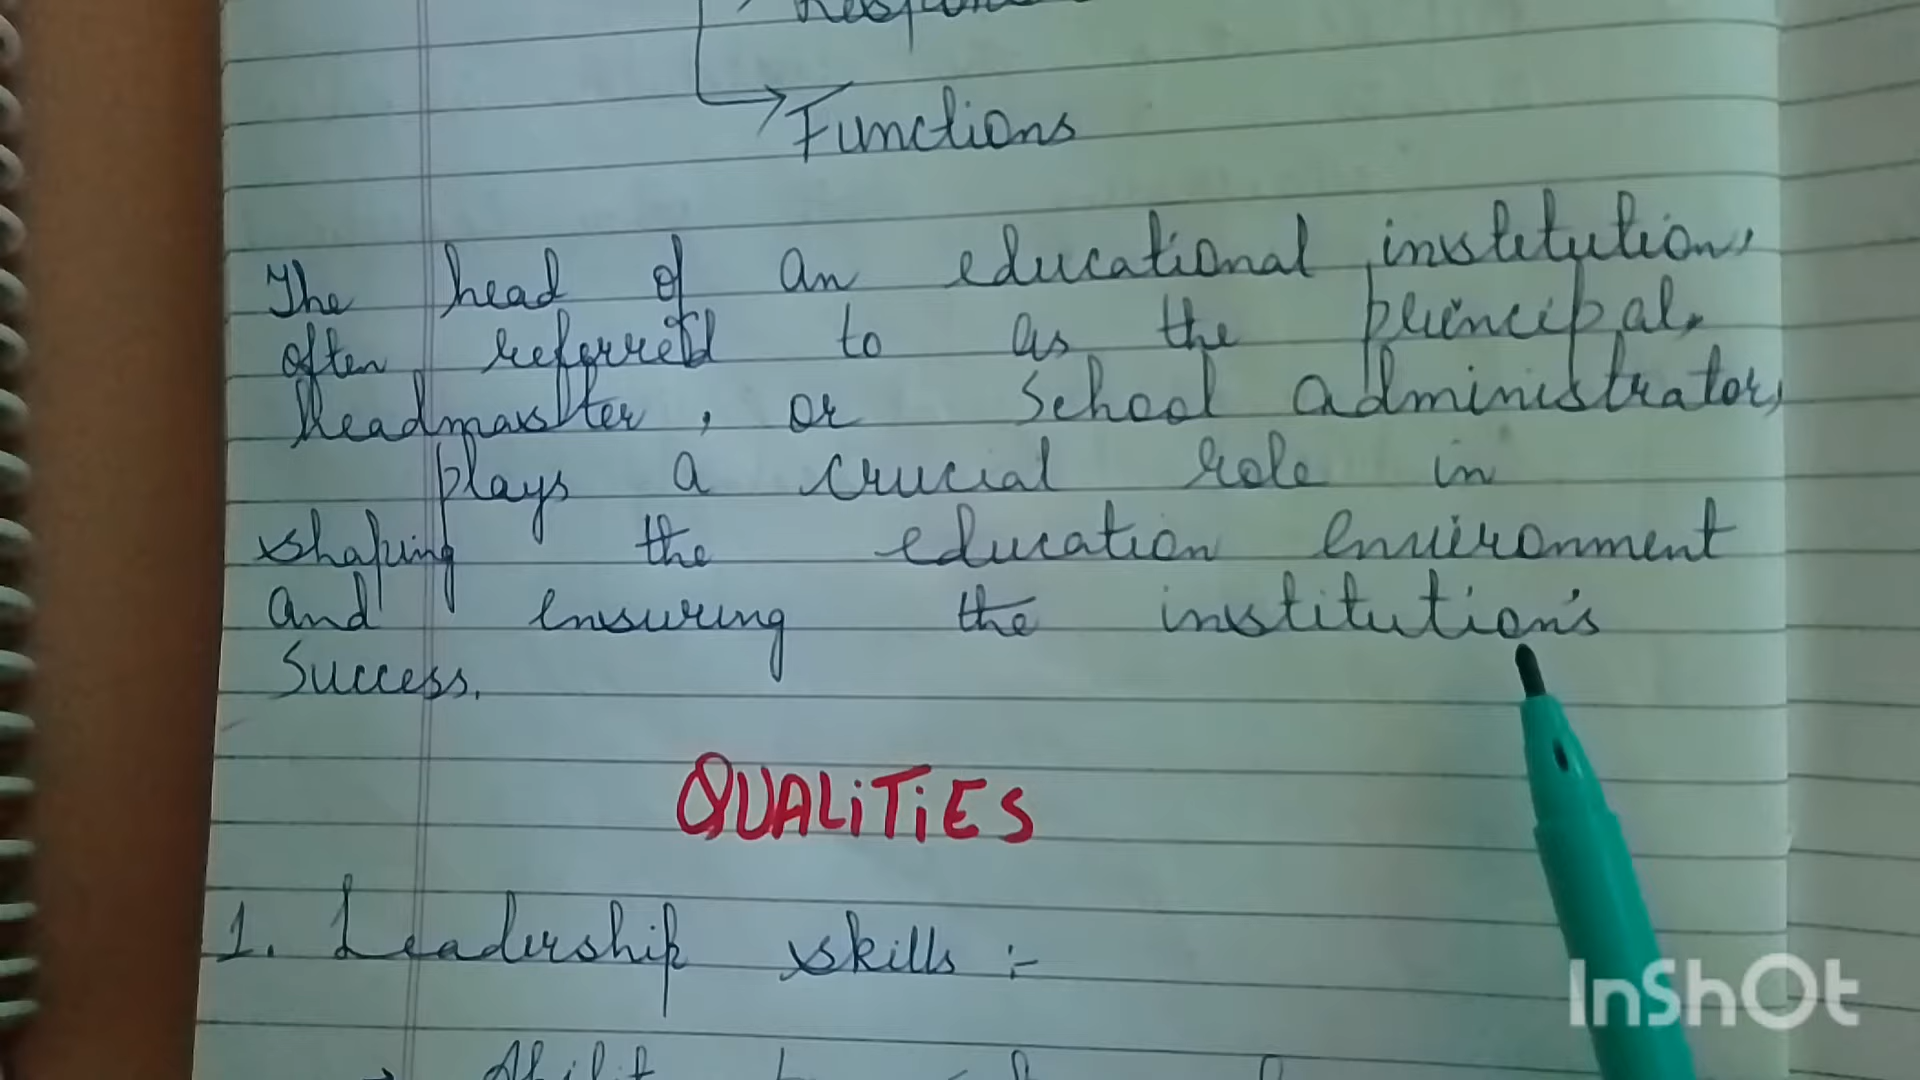 Functions
The head of an educational institution,
often referred to as the principal,
headmaster, or School administrator,
plays a crucial role in
shaping the education environment
and ensuring the institution's
Success.
QUALiTiES
1. Leadership skills :-
InShOt